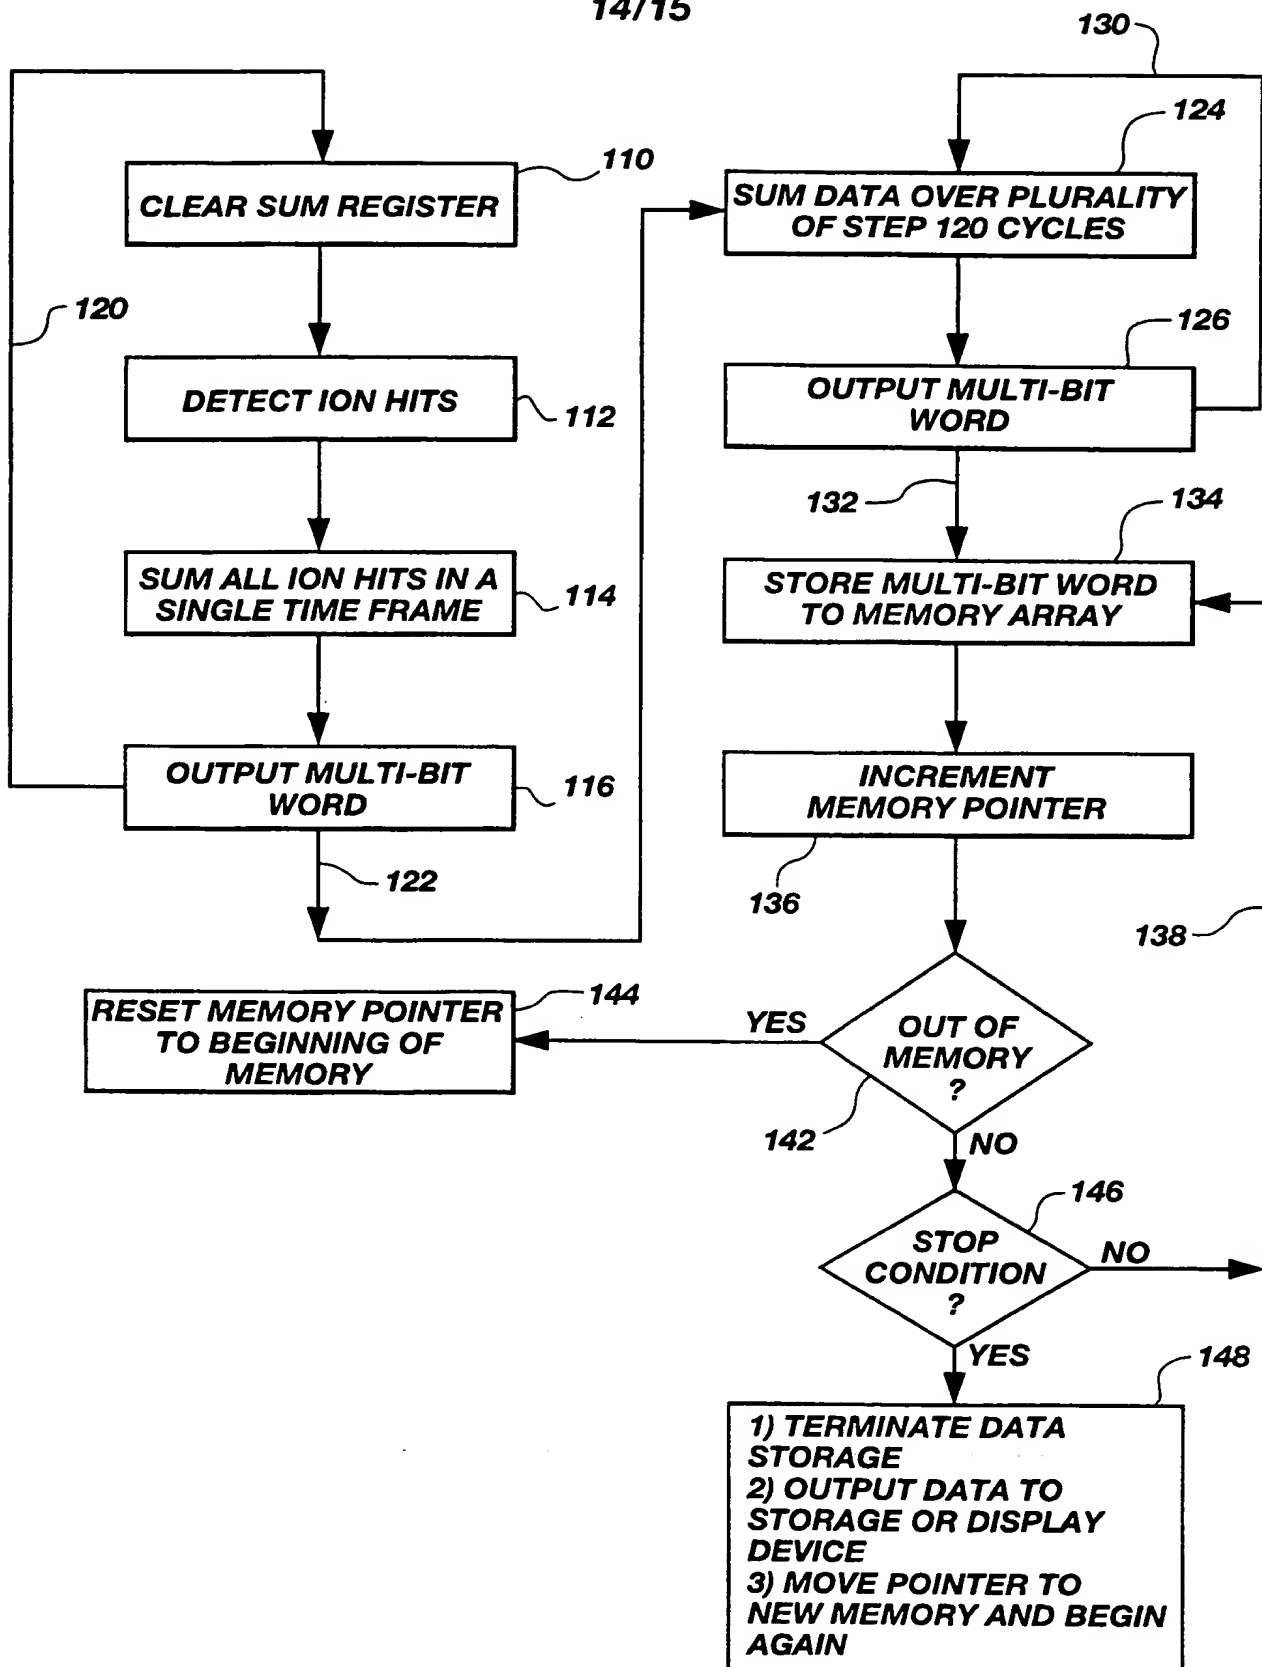 14/15
130
124
110
CLEAR SUM REGISTER
SUM DATA OVER PLURALITY
OF STEP 120 CYCLES
120
126
DETECT ION HITS
112
OUTPUT MULTI-BIT
WORD
132
134
SUM ALL ION HITS IN A
SINGLE TIME FRAME
114
STORE MULTI-BIT WORD
TO MEMORY ARRAY
OUTPUT MULTI-BIT
WORD
116
INCREMENT
MEMORY POINTER
122
136
138
RESET MEMORY POINTER
TO BEGINNING OF
MEMORY
144
YES
OUT OF
MEMORY
?
142
NO
146
STOP
CONDITION
?
NO
YES
148
1) TERMINATE DATA
STORAGE
2) OUTPUT DATA TO
STORAGE OR DISPLAY
DEVICE
3) MOVE POINTER TO
NEW MEMORY AND BEGIN
AGAIN